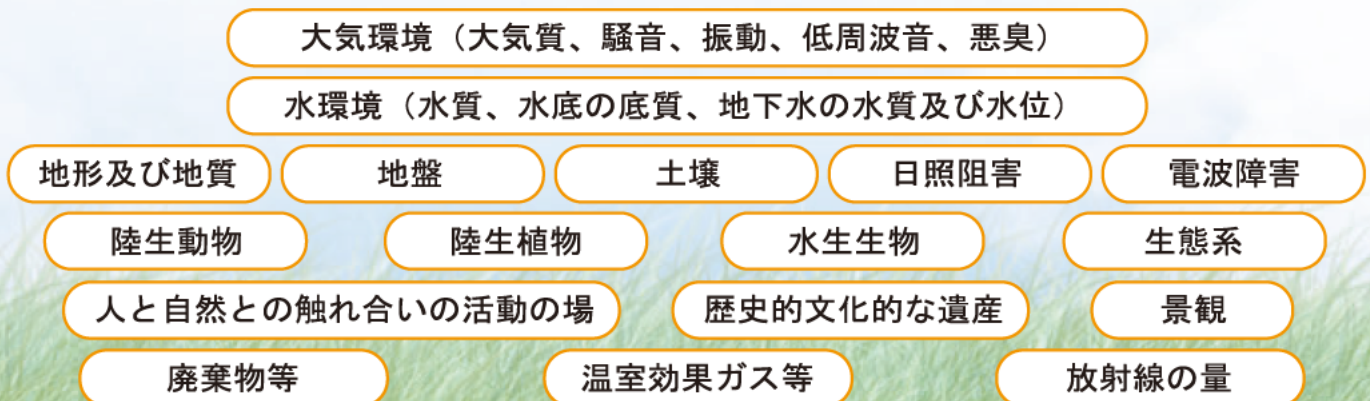 大気環境（大気質、騒音、振動、低周波音、悪臭）
水環境（水質、水底の底質、地下水の水質及び水位）
地形及び地質 地盤 土壌 日照阻害 電波障害
陸生動物 陸生植物 水生生物 生態系
人と自然との触れ合いの活動の場 歴史的文化的な遺産 景観
廃棄物等 温室効果ガス等 放射線の量